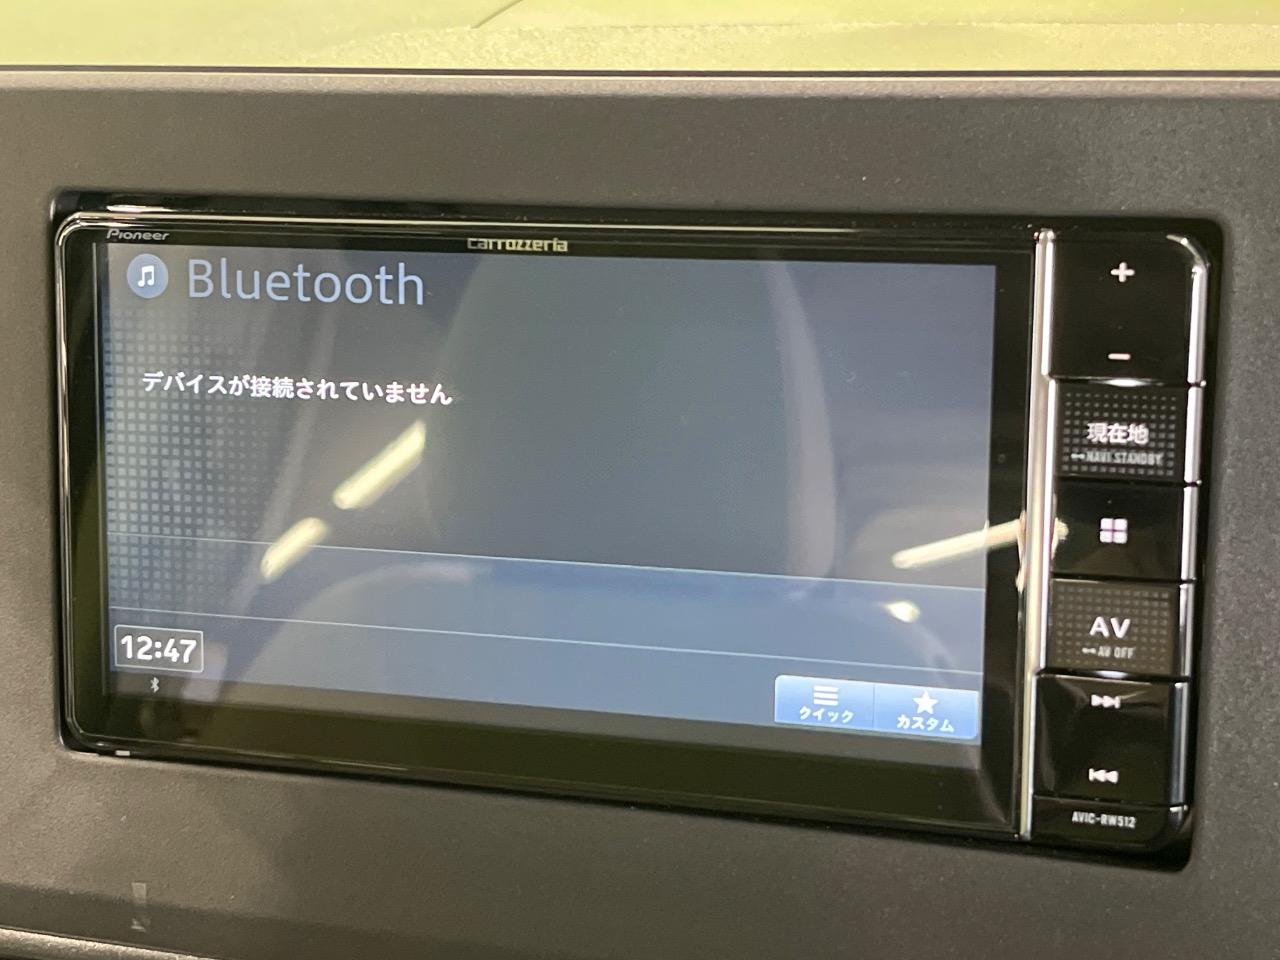 Pioneer
carrozzeria
Bluetooth
デバイスが接続されていません
12:47
クイック
カスタム
+
-
現在地
NAVI STANDBY
AV
AV OFF
AVIC-RW512